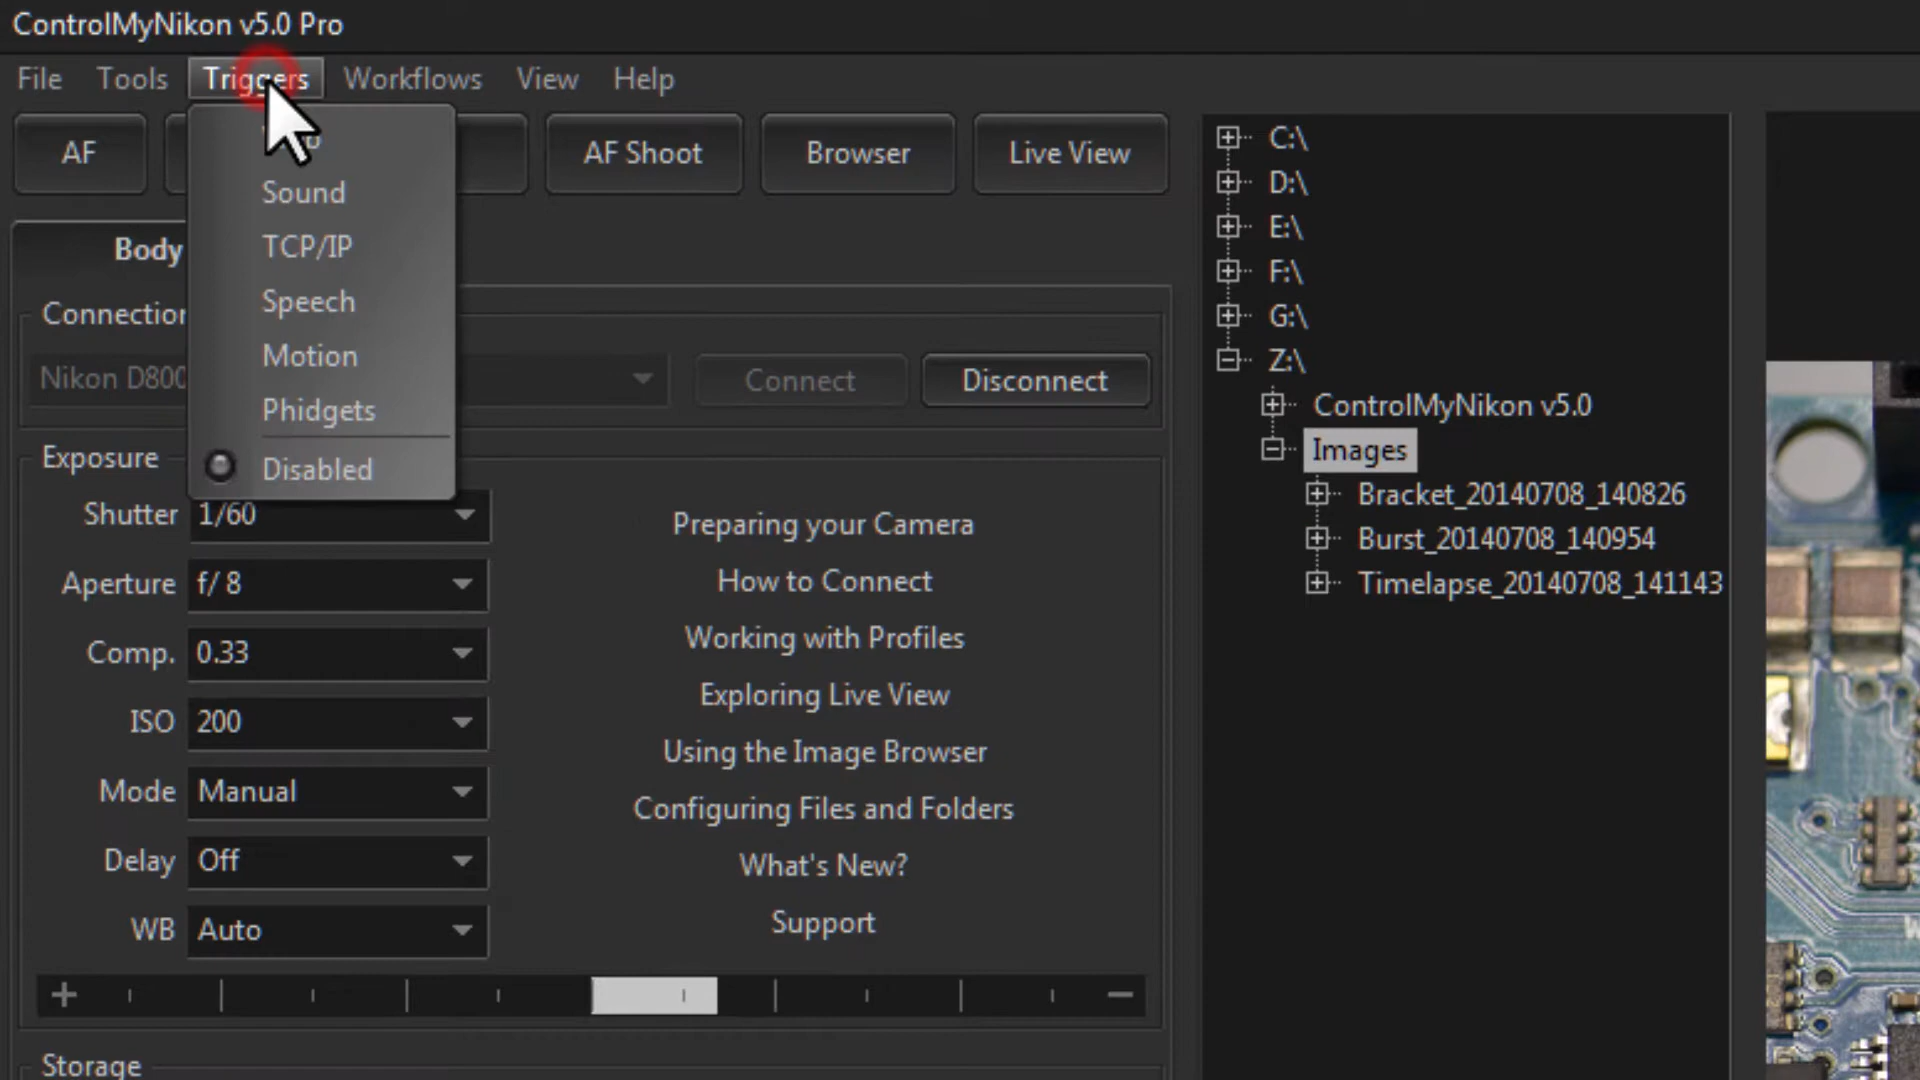 ControlMyNikon v5.0 Pro
File Tools Triggers Workflows View Help
AF
AF Shoot
Browser
Live View
Sound
TCP/IP
Speech
Motion
Phidgets
Disabled
Body
Connection
Nikon D800
Connect
Disconnect
Exposure
Shutter 1/60
Aperture f/ 8
Comp. 0.33
ISO 200
Mode Manual
Delay Off
WB Auto
Preparing your Camera
How to Connect
Working with Profiles
Exploring Live View
Using the Image Browser
Configuring Files and Folders
What's New?
Support
+
−
Storage
C:\
D:\
E:\
F:\
G:\
Z:\
ControlMyNikon v5.0
Images
Bracket_20140708_140826
Burst_20140708_140954
Timelapse_20140708_141143